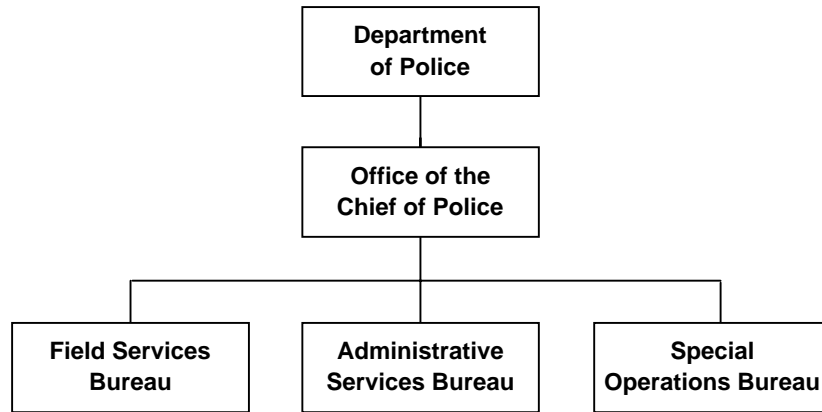 Department
of Police
Office of the
Chief of Police
Field Services
Bureau
Administrative
Services Bureau
Special
Operations Bureau